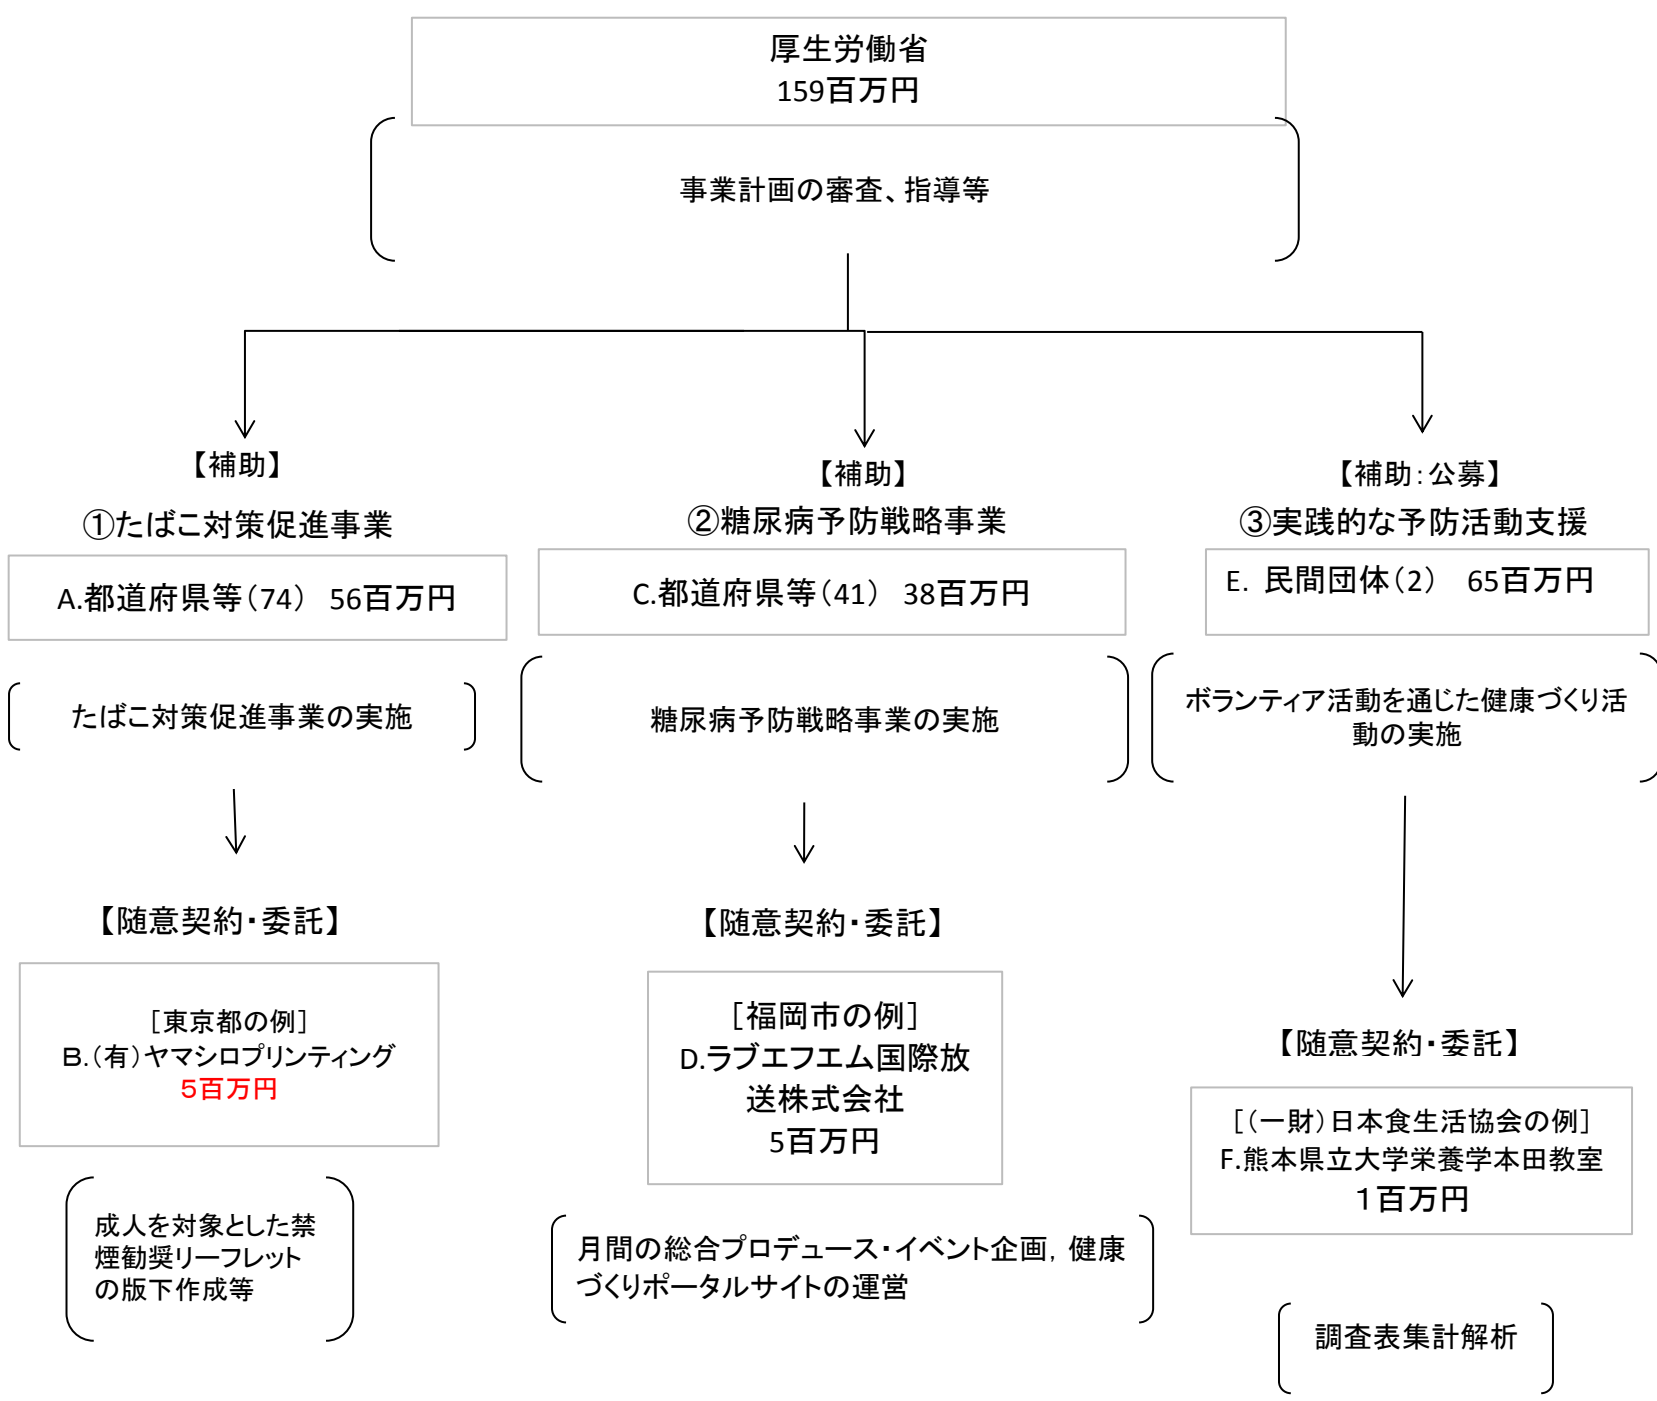 厚生労働省
159百万円
事業計画の審査、指導等
【補助】
①たばこ対策促進事業
A.都道府県等（74） 56百万円
たばこ対策促進事業の実施
【随意契約・委託】
［東京都の例］
Ｂ.（有）ヤマシロプリンティング
５百万円
成人を対象とした禁
煙勧奨リーフレット
の版下作成等
【補助】
②糖尿病予防戦略事業
C.都道府県等（41） 38百万円
糖尿病予防戦略事業の実施
【随意契約・委託】
［福岡市の例］
D.ラブエフエム国際放
送株式会社
5百万円
月間の総合プロデュース・イベント企画，健康
づくりポータルサイトの運営
【補助：公募】
③実践的な予防活動支援
E. 民間団体（2） 65百万円
ボランティア活動を通じた健康づくり活
動の実施
【随意契約・委託】
［（一財）日本食生活協会の例］
F.熊本県立大学栄養学本田教室
１百万円
調査表集計解析